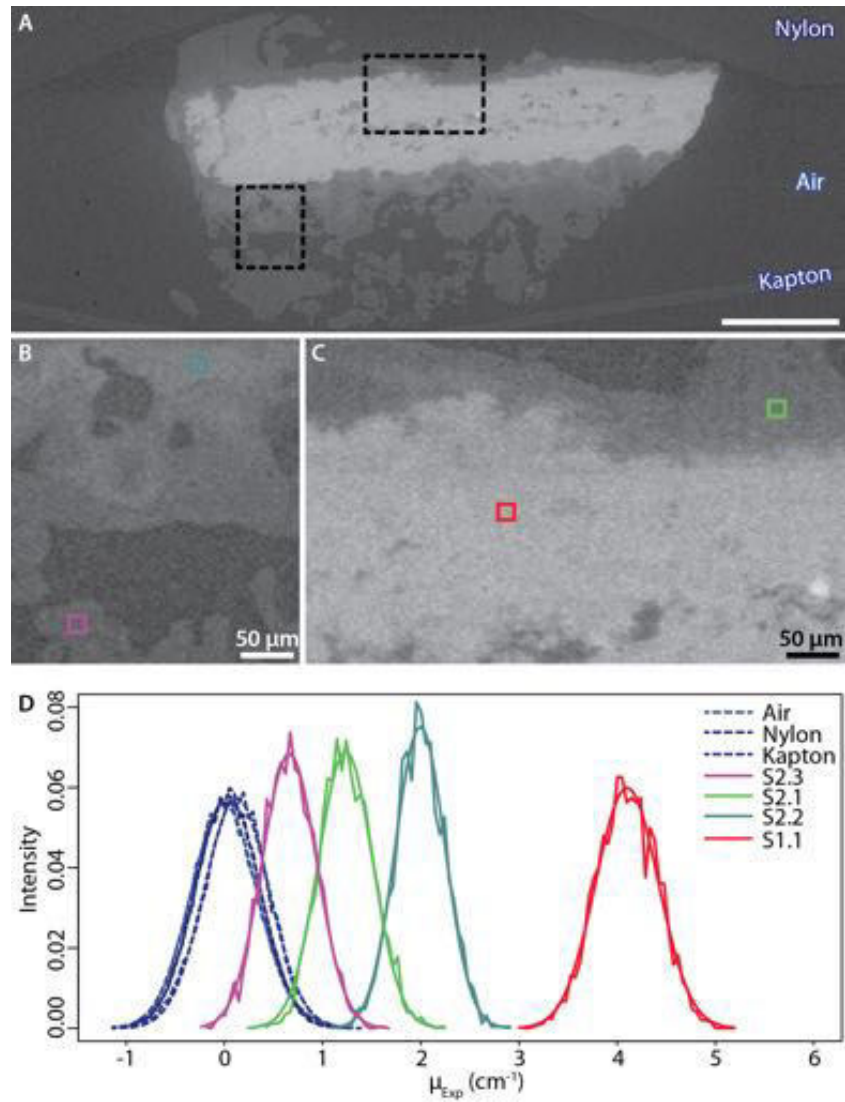 A
Nylon
Air
Kapton
B
50 µm
C
50 µm
D
0.08
0.06
0.04
0.02
0.00
Intensity
Air
Nylon
Kapton
S2.3
S2.1
S2.2
S1.1
-1 0 1 2 3 4 5 6
μExp (cm⁻¹)